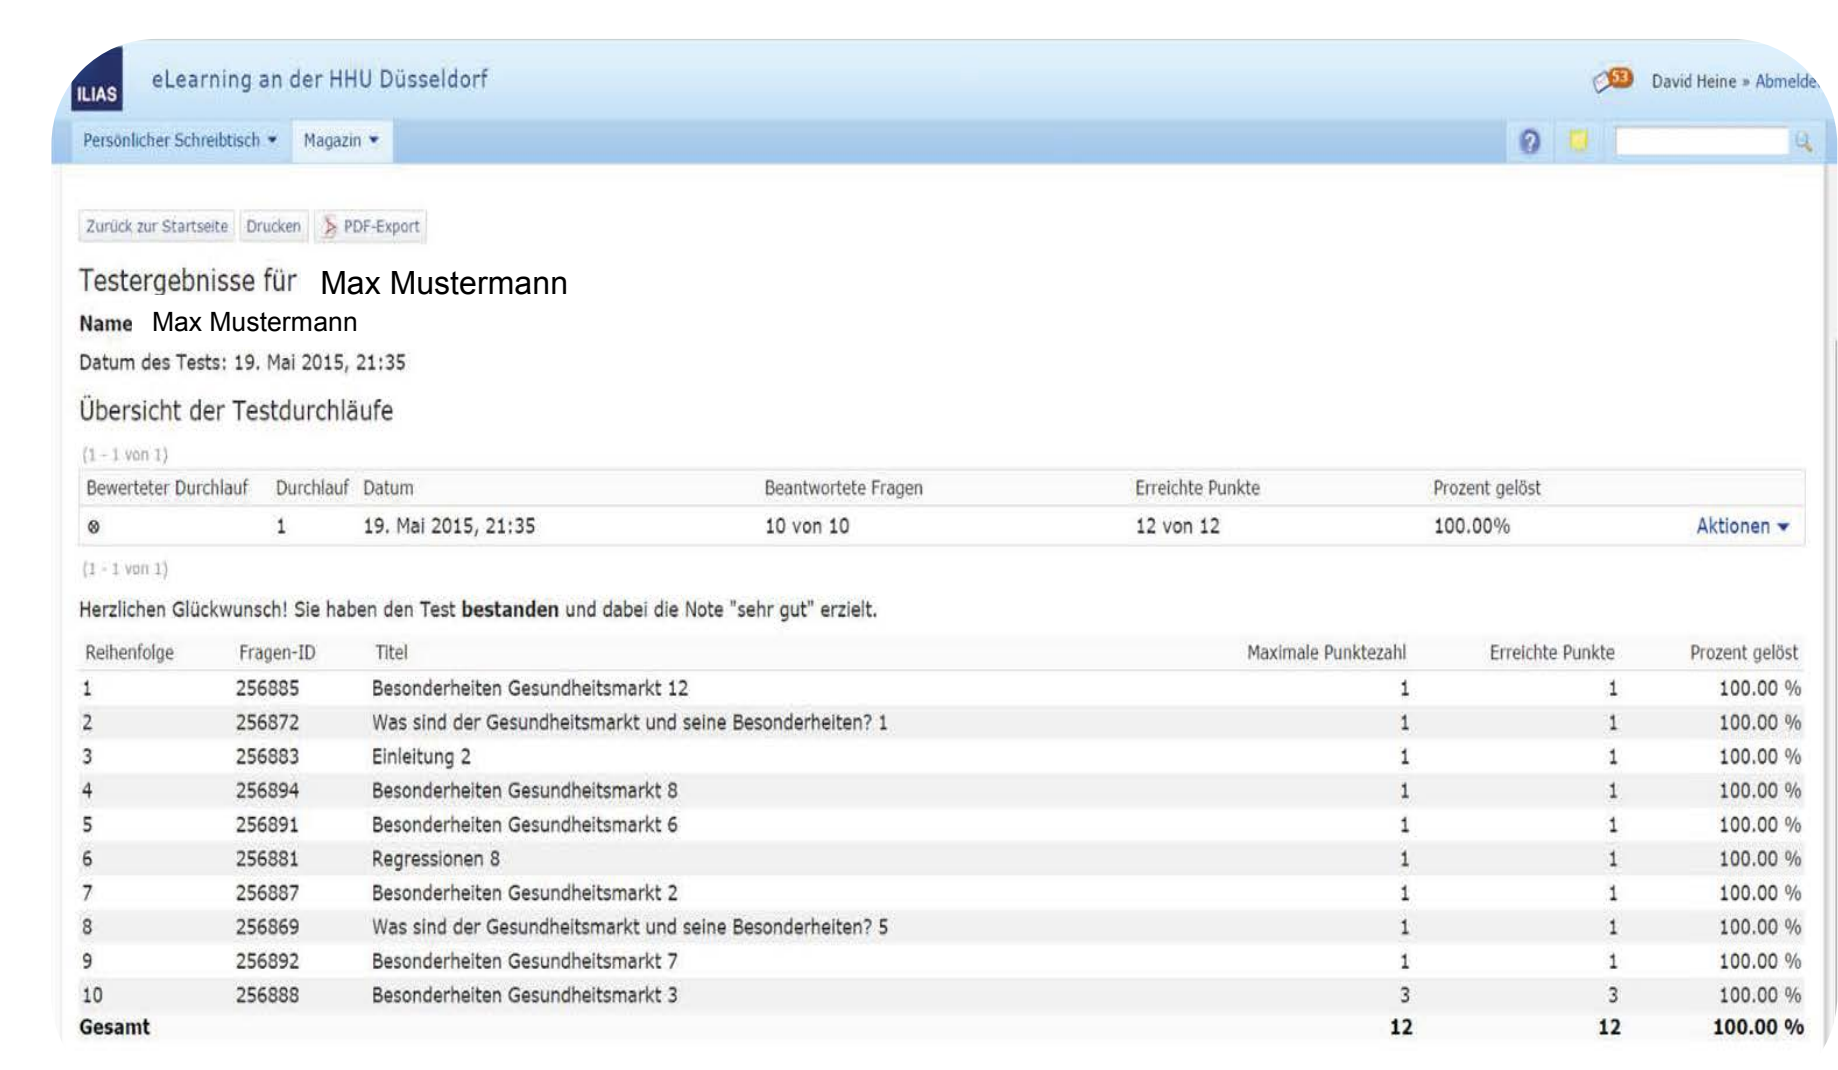 ILIAS eLearning an der HHU Düsseldorf 53 David Heine » Abmelde
Persönlicher Schreibtisch Magazin ?
Zurück zur Startseite Drucken PDF-Export
Testergebnisse für Max Mustermann
Name Max Mustermann
Datum des Tests: 19. Mai 2015, 21:35
Übersicht der Testdurchläufe
(1 - 1 von 1)
Bewerteter Durchlauf Durchlauf Datum Beantwortete Fragen Erreichte Punkte Prozent gelöst
1 19. Mai 2015, 21:35 10 von 10 12 von 12 100.00% Aktionen
(1 - 1 von 1)
Herzlichen Glückwunsch! Sie haben den Test bestanden und dabei die Note "sehr gut" erzielt.
Reihenfolge Fragen-ID Titel Maximale Punktezahl Erreichte Punkte Prozent gelöst
1 256885 Besonderheiten Gesundheitsmarkt 12 1 1 100.00 %
2 256872 Was sind der Gesundheitsmarkt und seine Besonderheiten? 1 1 1 100.00 %
3 256883 Einleitung 2 1 1 100.00 %
4 256894 Besonderheiten Gesundheitsmarkt 8 1 1 100.00 %
5 256891 Besonderheiten Gesundheitsmarkt 6 1 1 100.00 %
6 256881 Regressionen 8 1 1 100.00 %
7 256887 Besonderheiten Gesundheitsmarkt 2 1 1 100.00 %
8 256869 Was sind der Gesundheitsmarkt und seine Besonderheiten? 5 1 1 100.00 %
9 256892 Besonderheiten Gesundheitsmarkt 7 1 1 100.00 %
10 256888 Besonderheiten Gesundheitsmarkt 3 3 3 100.00 %
Gesamt 12 12 100.00 %